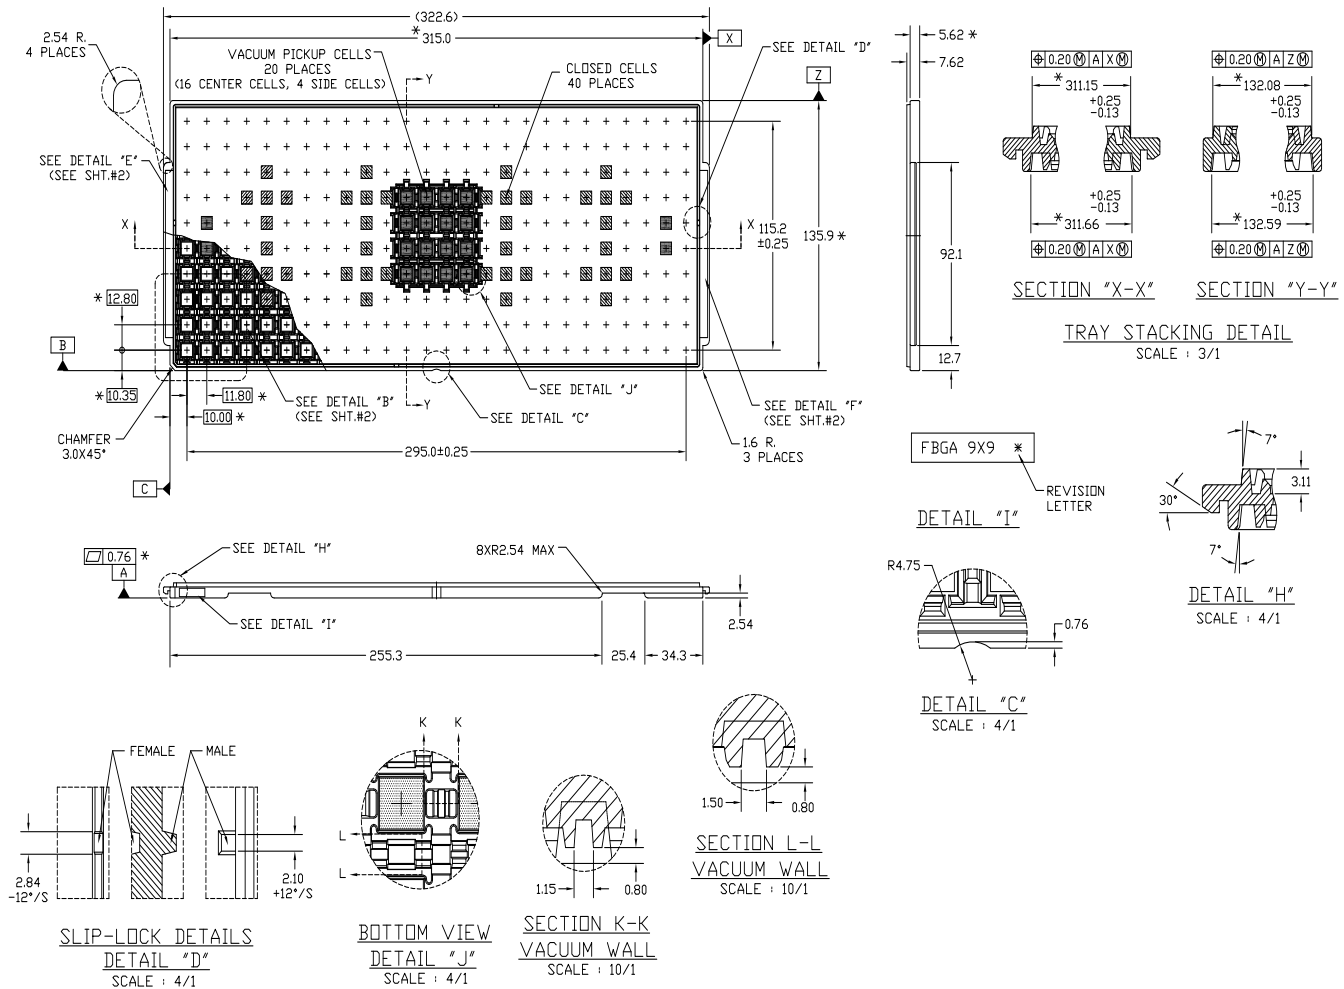 (322.6)
* 315.0
X
2.54 R.
4 PLACES
VACUUM PICKUP CELLS
20 PLACES
(16 CENTER CELLS, 4 SIDE CELLS)
Y
CLOSED CELLS
40 PLACES
SEE DETAIL "D"
Z
SEE DETAIL "E"
(SEE SHT.#2)
X
X
115.2
±0.25
135.9 *
* 12.80
B
* 10.35
11.80 *
10.00 *
CHAMFER
3.0X45°
SEE DETAIL "B"
(SEE SHT.#2)
Y
SEE DETAIL "C"
SEE DETAIL "J"
SEE DETAIL "F"
(SEE SHT.#2)
1.6 R.
3 PLACES
295.0±0.25
C
5.62 *
7.62
92.1
12.7
⌖ 0.20 Ⓜ A X Ⓜ
* 311.15
+0.25
-0.13
+0.25
-0.13
* 311.66
⌖ 0.20 Ⓜ A X Ⓜ
SECTION "X-X"
⌖ 0.20 Ⓜ A Z Ⓜ
* 132.08
+0.25
-0.13
+0.25
-0.13
* 132.59
⌖ 0.20 Ⓜ A Z Ⓜ
SECTION "Y-Y"
TRAY STACKING DETAIL
SCALE : 3/1
FBGA 9X9 *
REVISION
LETTER
DETAIL "I"
7°
3.11
30°
7°
DETAIL "H"
SCALE : 4/1
⏥ 0.76 *
A
SEE DETAIL "H"
SEE DETAIL "I"
8XR2.54 MAX
2.54
255.3
25.4
34.3
R4.75
0.76
DETAIL "C"
SCALE : 4/1
FEMALE
MALE
2.84
-12°/S
2.10
+12°/S
SLIP-LOCK DETAILS
DETAIL "D"
SCALE : 4/1
K
K
L
L
BOTTOM VIEW
DETAIL "J"
SCALE : 4/1
1.15
0.80
SECTION K-K
VACUUM WALL
SCALE : 10/1
1.50
0.80
SECTION L-L
VACUUM WALL
SCALE : 10/1